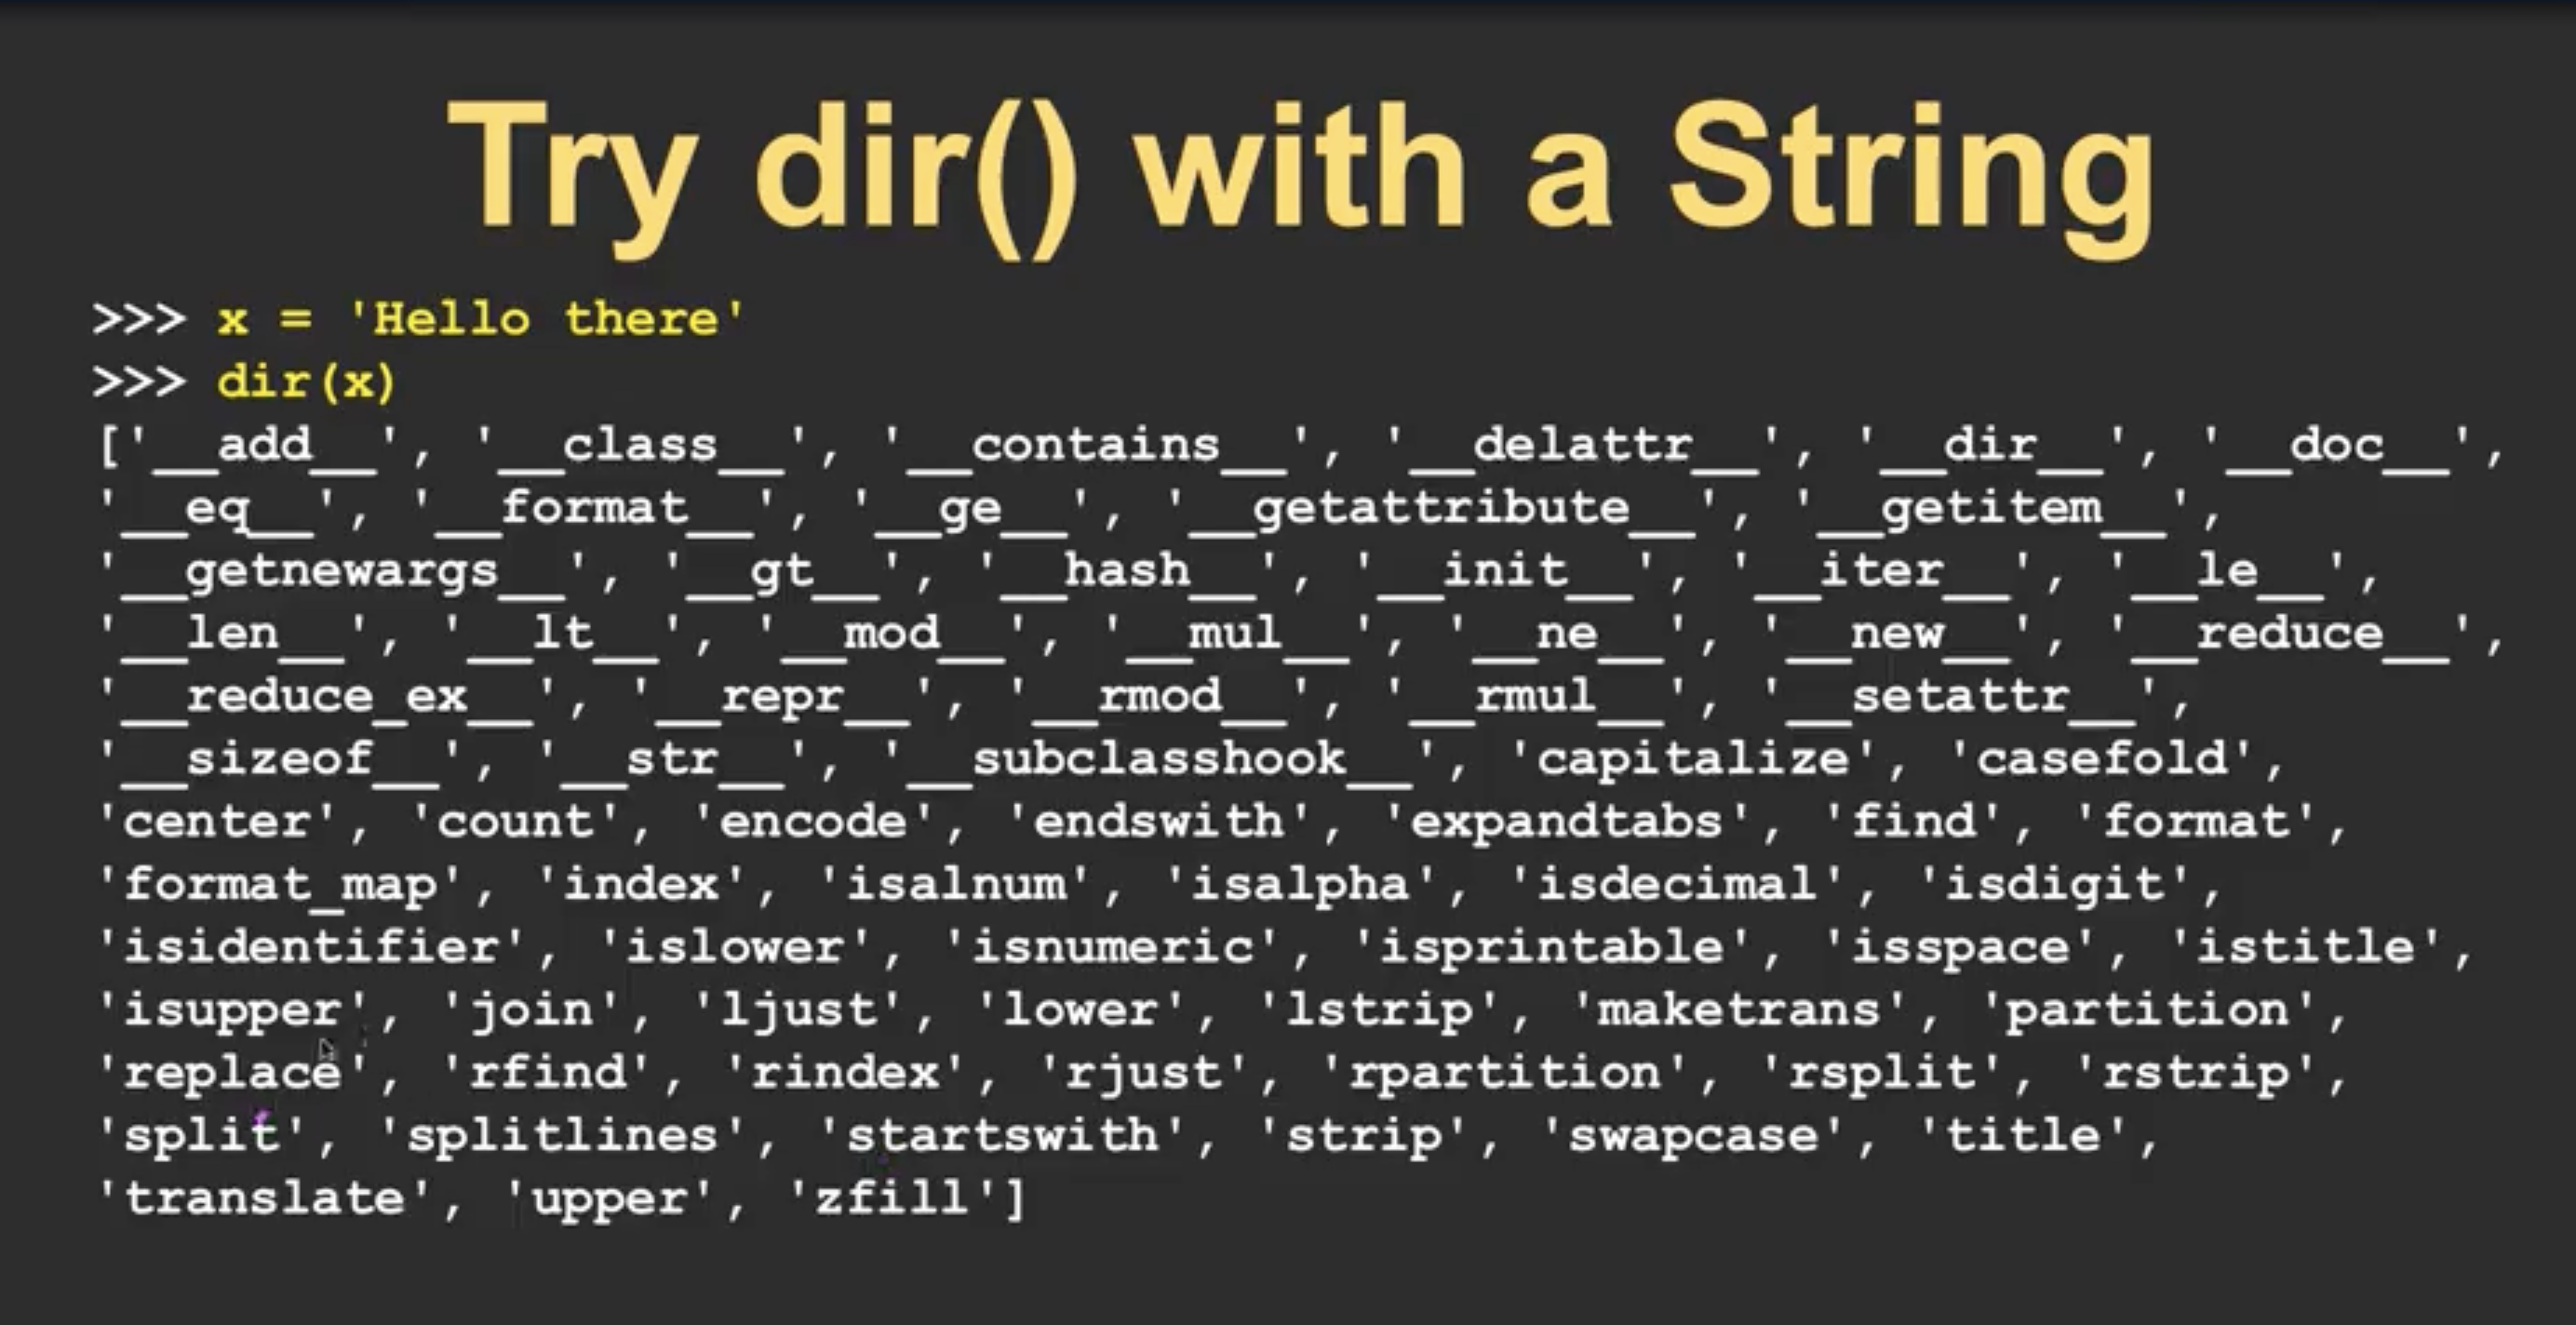 Try dir() with a String
>>> x = 'Hello there'
>>> dir(x)
['__add__', '__class__', '__contains__', '__delattr__', '__dir__', '__doc__',
'__eq__', '__format__', '__ge__', '__getattribute__', '__getitem__',
'__getnewargs__', '__gt__', '__hash__', '__init__', '__iter__', '__le__',
'__len__', '__lt__', '__mod__', '__mul__', '__ne__', '__new__', '__reduce__',
'__reduce_ex__', '__repr__', '__rmod__', '__rmul__', '__setattr__',
'__sizeof__', '__str__', '__subclasshook__', 'capitalize', 'casefold',
'center', 'count', 'encode', 'endswith', 'expandtabs', 'find', 'format',
'format_map', 'index', 'isalnum', 'isalpha', 'isdecimal', 'isdigit',
'isidentifier', 'islower', 'isnumeric', 'isprintable', 'isspace', 'istitle',
'isupper', 'join', 'ljust', 'lower', 'lstrip', 'maketrans', 'partition',
'replace', 'rfind', 'rindex', 'rjust', 'rpartition', 'rsplit', 'rstrip',
'split', 'splitlines', 'startswith', 'strip', 'swapcase', 'title',
'translate', 'upper', 'zfill']